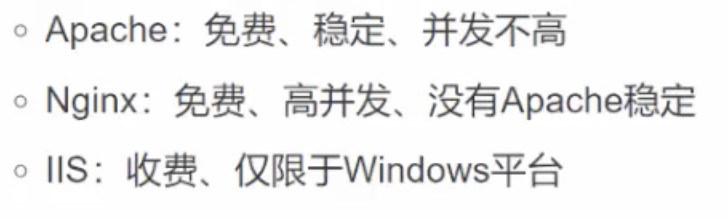 Apache：免费、稳定、并发不高
Nginx：免费、高并发、没有Apache稳定
IIS：收费、仅限于Windows平台